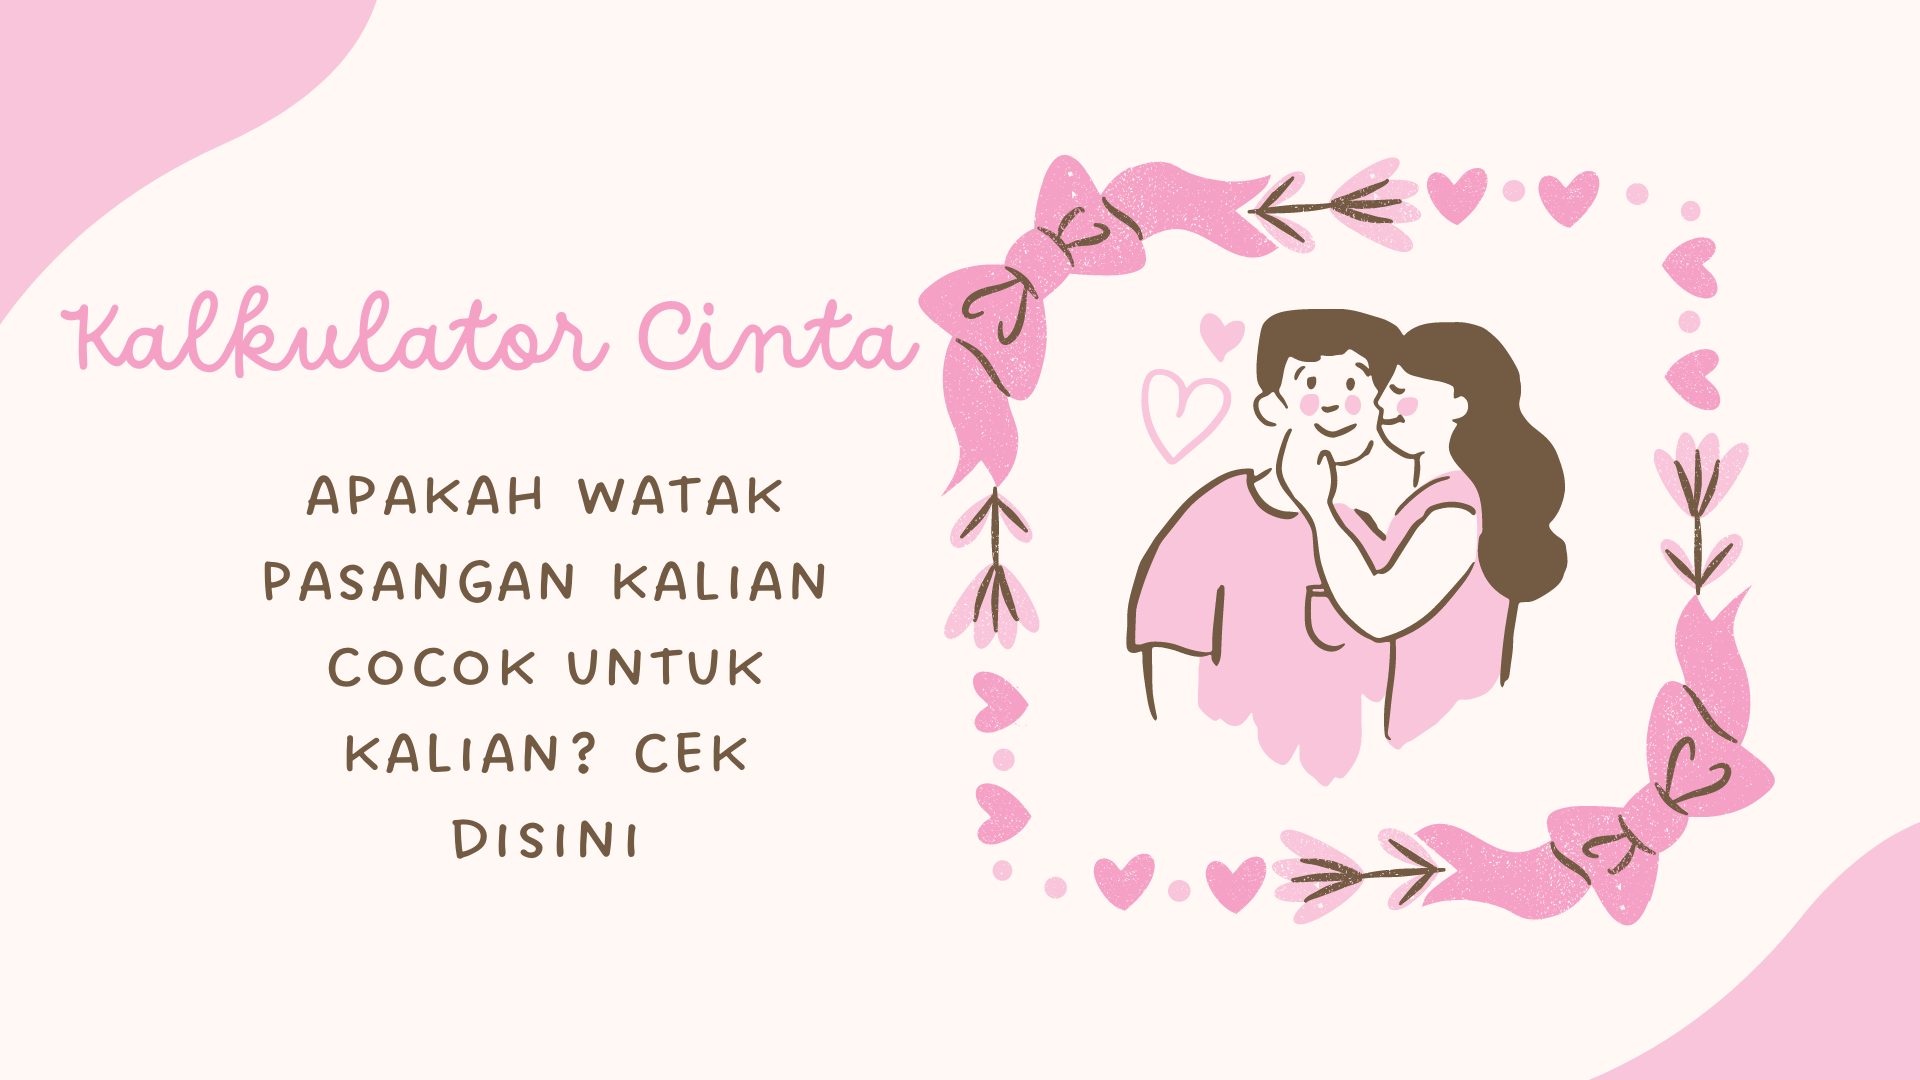 Kalkulator Cinta
APAKAH WATAK
PASANGAN KALIAN
COCOK UNTUK
KALIAN? CEK
DISINI